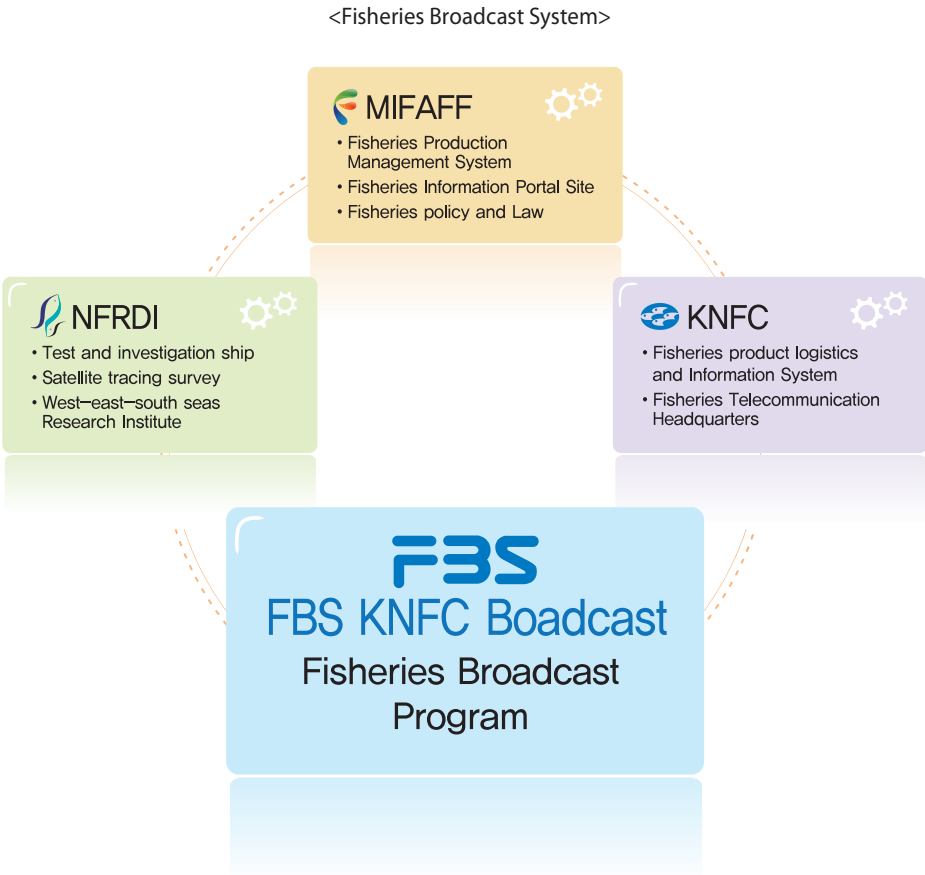 <Fisheries Broadcast System>
MIFAFF
• Fisheries Production
Management System
• Fisheries Information Portal Site
• Fisheries policy and Law
NFRDI
• Test and investigation ship
• Satellite tracing survey
• West-east-south seas
Research Institute
KNFC
• Fisheries product logistics
and Information System
• Fisheries Telecommunication
Headquarters
FBS
FBS KNFC Boadcast
Fisheries Broadcast
Program